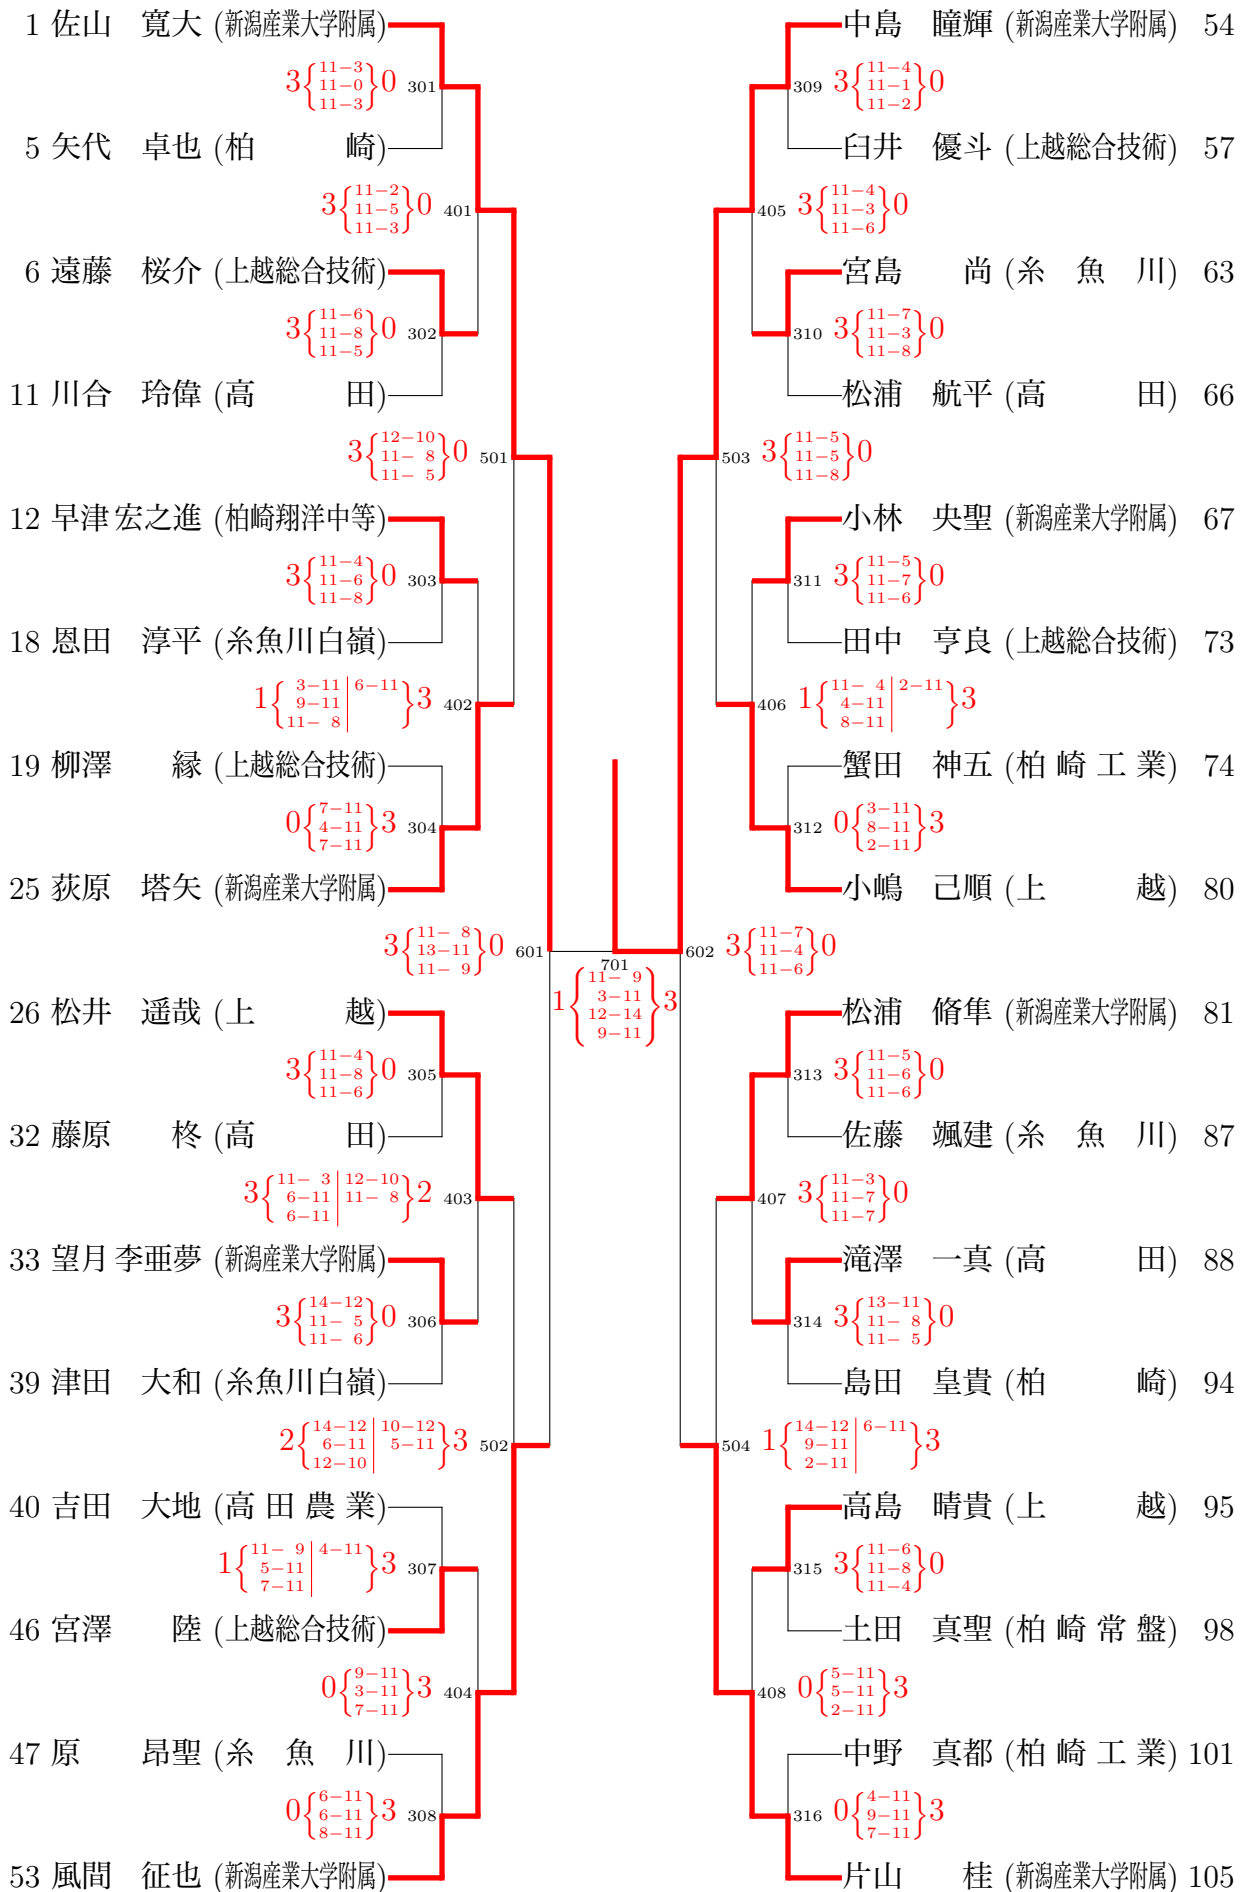 1 佐山 寛大 (新潟産業大学附属)
3{11-3 11-0 11-3}0 301
5 矢代 卓也 (柏 崎)
3{11-2 11-5 11-3}0 401
6 遠藤 桜介 (上越総合技術)
3{11-6 11-8 11-5}0 302
11 川合 玲偉 (高 田)
3{12-10 11- 8 11- 5}0 501
12 早津 宏之進 (柏崎翔洋中等)
3{11-4 11-6 11-8}0 303
18 恩田 淳平 (糸魚川白嶺)
1{3-11 9-11 11- 8 | 6-11}3 402
19 柳澤 縁 (上越総合技術)
0{7-11 4-11 7-11}3 304
25 荻原 塔矢 (新潟産業大学附属)
3{11- 8 13-11 11- 9}0 601
26 松井 遥哉 (上 越)
3{11-4 11-8 11-6}0 305
32 藤原 柊 (高 田)
3{11- 3 6-11 6-11 | 12-10 11- 8}2 403
33 望月 李亜夢 (新潟産業大学附属)
3{14-12 11- 5 11- 6}0 306
39 津田 大和 (糸魚川白嶺)
2{14-12 6-11 12-10 | 10-12 5-11}3 502
40 吉田 大地 (高 田 農 業)
1{11- 9 5-11 7-11 | 4-11}3 307
46 宮澤 陸 (上越総合技術)
0{9-11 3-11 7-11}3 404
47 原 昂聖 (糸 魚 川)
0{6-11 6-11 8-11}3 308
53 風間 征也 (新潟産業大学附属)
701
1{11- 9 3-11 12-14 9-11}3
中島 瞳輝 (新潟産業大学附属) 54
309 3{11-4 11-1 11-2}0
臼井 優斗 (上越総合技術) 57
405 3{11-4 11-3 11-6}0
宮島 尚 (糸 魚 川) 63
310 3{11-7 11-3 11-8}0
松浦 航平 (高 田) 66
503 3{11-5 11-5 11-8}0
小林 央聖 (新潟産業大学附属) 67
311 3{11-5 11-7 11-6}0
田中 亨良 (上越総合技術) 73
406 1{11- 4 4-11 8-11 | 2-11}3
蟹田 神五 (柏 崎 工 業) 74
312 0{3-11 8-11 2-11}3
小嶋 己順 (上 越) 80
602 3{11-7 11-4 11-6}0
松浦 脩隼 (新潟産業大学附属) 81
313 3{11-5 11-6 11-6}0
佐藤 颯建 (糸 魚 川) 87
407 3{11-3 11-7 11-7}0
滝澤 一真 (高 田) 88
314 3{13-11 11- 8 11- 5}0
島田 皇貴 (柏 崎) 94
504 1{14-12 9-11 2-11 | 6-11}3
高島 晴貴 (上 越) 95
315 3{11-6 11-8 11-4}0
土田 真聖 (柏 崎 常 盤) 98
408 0{5-11 5-11 2-11}3
中野 真都 (柏 崎 工 業) 101
316 0{4-11 9-11 7-11}3
片山 桂 (新潟産業大学附属) 105